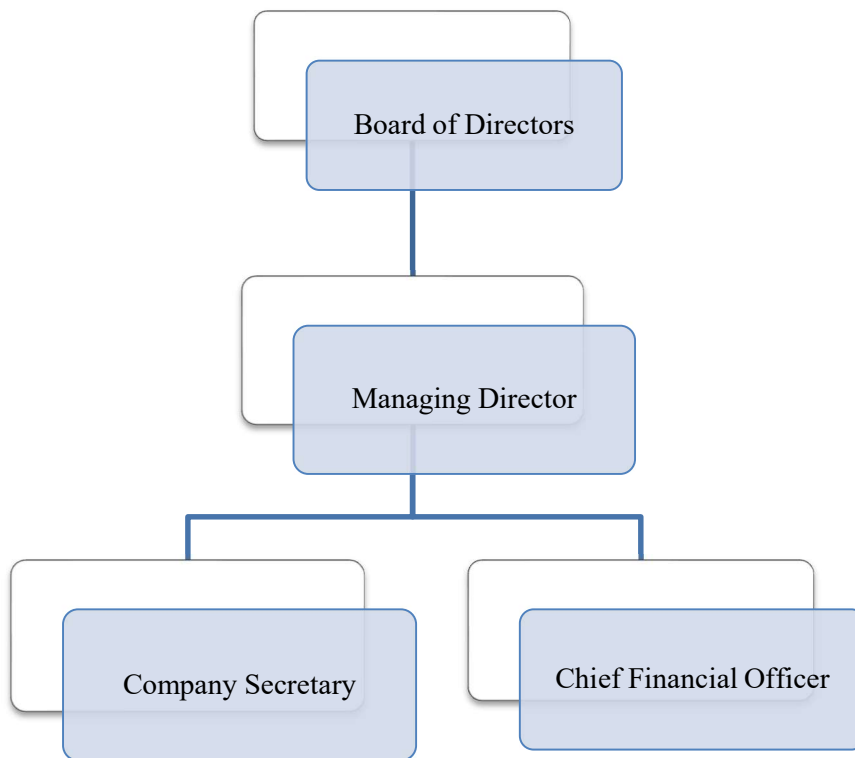 Board of Directors
Managing Director
Company Secretary
Chief Financial Officer